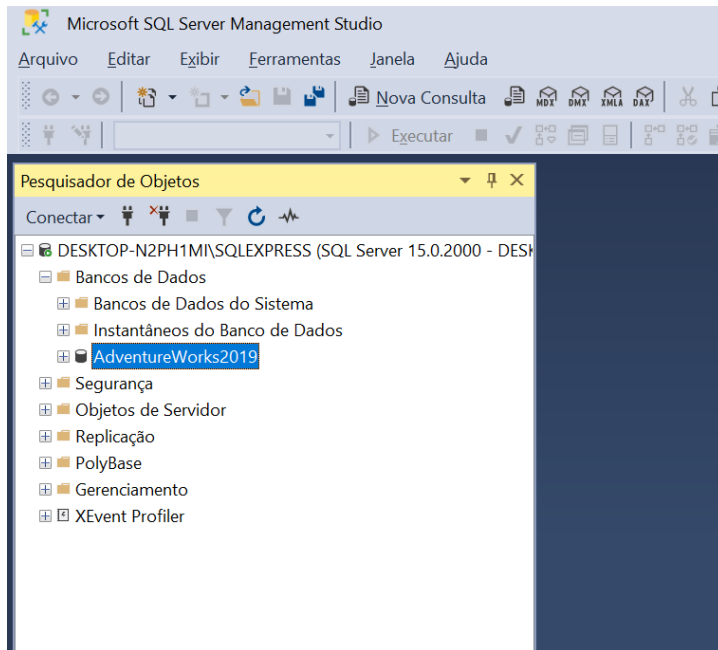 Microsoft SQL Server Management Studio
Arquivo Editar Exibir Ferramentas Janela Ajuda
Nova Consulta MDX DMX XMLA DAX
Executar
Pesquisador de Objetos
Conectar
DESKTOP-N2PH1MI\SQLEXPRESS (SQL Server 15.0.2000 - DESK
Bancos de Dados
Bancos de Dados do Sistema
Instantâneos do Banco de Dados
AdventureWorks2019
Segurança
Objetos de Servidor
Replicação
PolyBase
Gerenciamento
XEvent Profiler